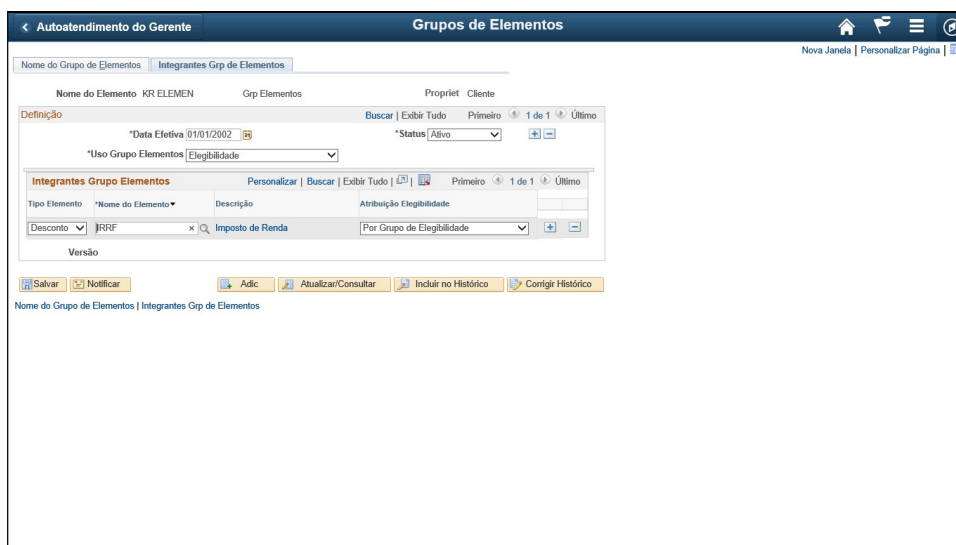 Autoatendimento do Gerente Grupos de Elementos
Nova Janela | Personalizar Página |
Nome do Grupo de Elementos Integrantes Grp de Elementos
Nome do Elemento KR ELEMEN Grp Elementos Propriet Cliente
Definição Buscar | Exibir Tudo Primeiro 1 de 1 Último
*Data Efetiva 01/01/2002 *Status Ativo
*Uso Grupo Elementos Elegibilidade
Integrantes Grupo Elementos Personalizar | Buscar | Exibir Tudo | | Primeiro 1 de 1 Último
Tipo Elemento *Nome do Elemento Descrição Atribuição Elegibilidade
Desconto IRRF Imposto de Renda Por Grupo de Elegibilidade
Versão
Salvar Notificar Adic Atualizar/Consultar Incluir no Histórico Corrigir Histórico
Nome do Grupo de Elementos | Integrantes Grp de Elementos